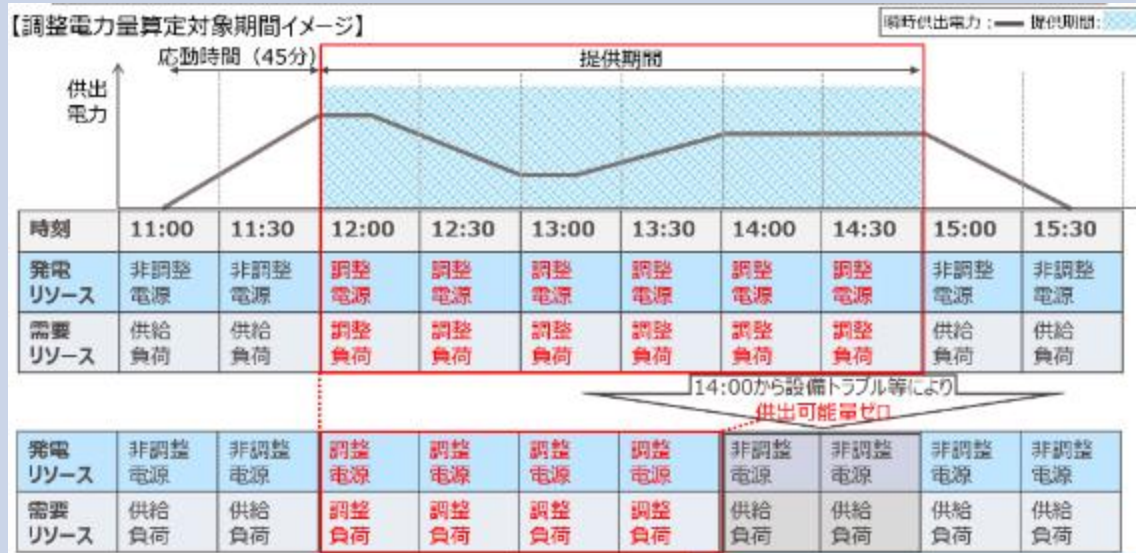 【調整電力量算定対象期間イメージ】
瞬時供出電力： 提供期間:
応動時間（45分） 提供期間
供出
電力
時刻 11:00 11:30 12:00 12:30 13:00 13:30 14:00 14:30 15:00 15:30
発電 非調整 非調整 調整 調整 調整 調整 調整 調整 非調整 非調整
リソース 電源 電源 電源 電源 電源 電源 電源 電源 電源 電源
需要 供給 供給 調整 調整 調整 調整 調整 調整 供給 供給
リソース 負荷 負荷 負荷 負荷 負荷 負荷 負荷 負荷 負荷 負荷
14:00から設備トラブル等により
供出可能量ゼロ
発電 非調整 非調整 調整 調整 調整 調整 非調整 非調整 非調整 非調整
リソース 電源 電源 電源 電源 電源 電源 電源 電源 電源 電源
需要 供給 供給 調整 調整 調整 調整 供給 供給 供給 供給
リソース 負荷 負荷 負荷 負荷 負荷 負荷 負荷 負荷 負荷 負荷